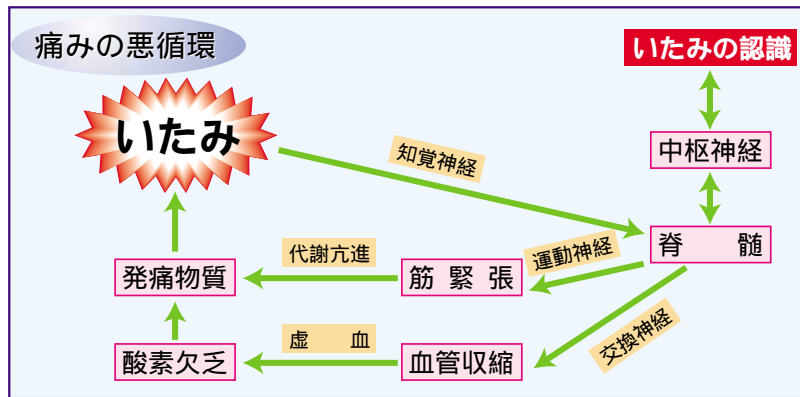 痛みの悪循環
いたみの認識
いたみ
知覚神経
中枢神経
代謝亢進
運動神経
脊 髄
発痛物質
筋 緊 張
虚 血
交換神経
酸素欠乏
血管収縮